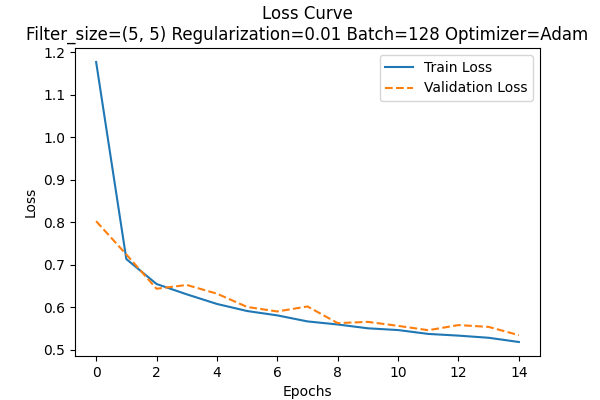 Loss Curve
Filter_size=(5, 5) Regularization=0.01 Batch=128 Optimizer=Adam
Train Loss
Validation Loss
1.2
1.1
1.0
0.9
0.8
0.7
0.6
0.5
Loss
0 2 4 6 8 10 12 14
Epochs